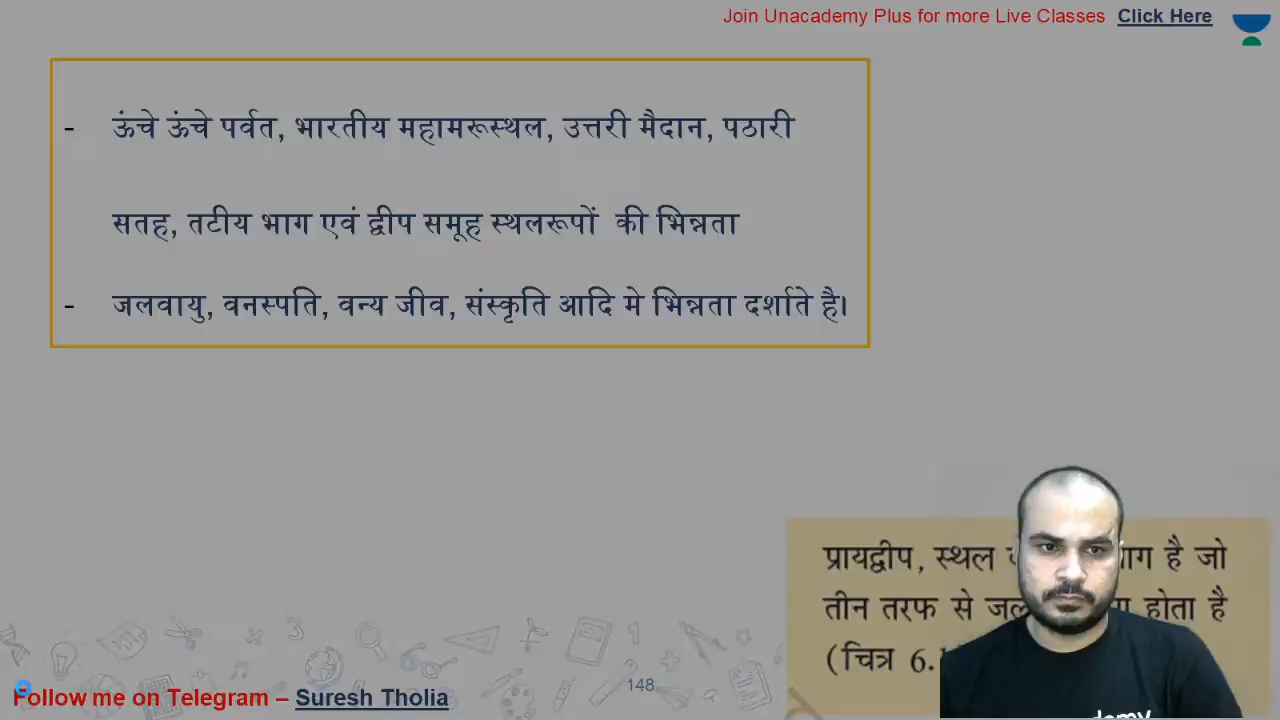 Join Unacademy Plus for more Live Classes Click Here
- ऊंचे ऊंचे पर्वत, भारतीय महामरूस्थल, उत्तरी मैदान, पठारी
सतह, तटीय भाग एवं द्वीप समूह स्थलरूपों की भिन्नता
- जलवायु, वनस्पति, वन्य जीव, संस्कृति आदि मे भिन्नता दर्शाते है।
प्रायद्वीप, स्थल है जो
तीन तरफ से होता है
(चित्र 6.
148
Follow me on Telegram – Suresh Tholia